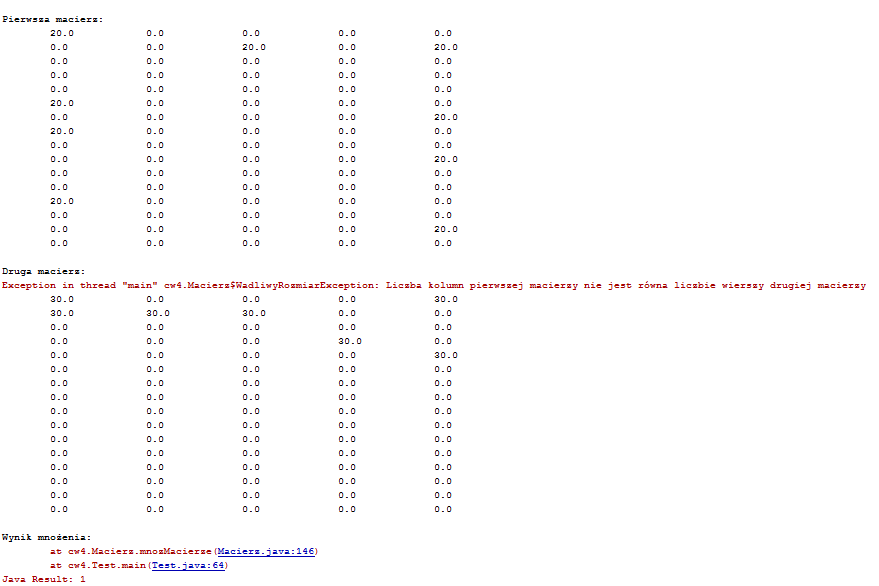 Pierwsza macierz:
20.0 0.0 0.0 0.0 0.0
0.0 0.0 20.0 0.0 20.0
0.0 0.0 0.0 0.0 0.0
0.0 0.0 0.0 0.0 0.0
0.0 0.0 0.0 0.0 0.0
20.0 0.0 0.0 0.0 0.0
0.0 0.0 0.0 0.0 20.0
20.0 0.0 0.0 0.0 0.0
0.0 0.0 0.0 0.0 0.0
0.0 0.0 0.0 0.0 20.0
0.0 0.0 0.0 0.0 0.0
0.0 0.0 0.0 0.0 0.0
20.0 0.0 0.0 0.0 0.0
0.0 0.0 0.0 0.0 0.0
0.0 0.0 0.0 0.0 20.0
0.0 0.0 0.0 0.0 0.0
Druga macierz:
Exception in thread "main" cw4.Macierz$WadliwyRozmiarException: Liczba kolumn pierwszej macierzy nie jest równa liczbie wierszy drugiej macierzy
30.0 0.0 0.0 0.0 30.0
30.0 30.0 30.0 0.0 0.0
0.0 0.0 0.0 0.0 0.0
0.0 0.0 0.0 30.0 0.0
0.0 0.0 0.0 0.0 30.0
0.0 0.0 0.0 0.0 0.0
0.0 0.0 0.0 0.0 0.0
0.0 0.0 0.0 0.0 0.0
0.0 0.0 0.0 0.0 0.0
0.0 0.0 0.0 0.0 0.0
0.0 0.0 0.0 0.0 0.0
0.0 0.0 0.0 0.0 0.0
0.0 0.0 0.0 0.0 0.0
0.0 0.0 0.0 0.0 0.0
0.0 0.0 0.0 0.0 0.0
0.0 0.0 0.0 0.0 0.0
Wynik mnożenia:
at cw4.Macierz.mnozMacierze(Macierz.java:146)
at cw4.Test.main(Test.java:64)
Java Result: 1